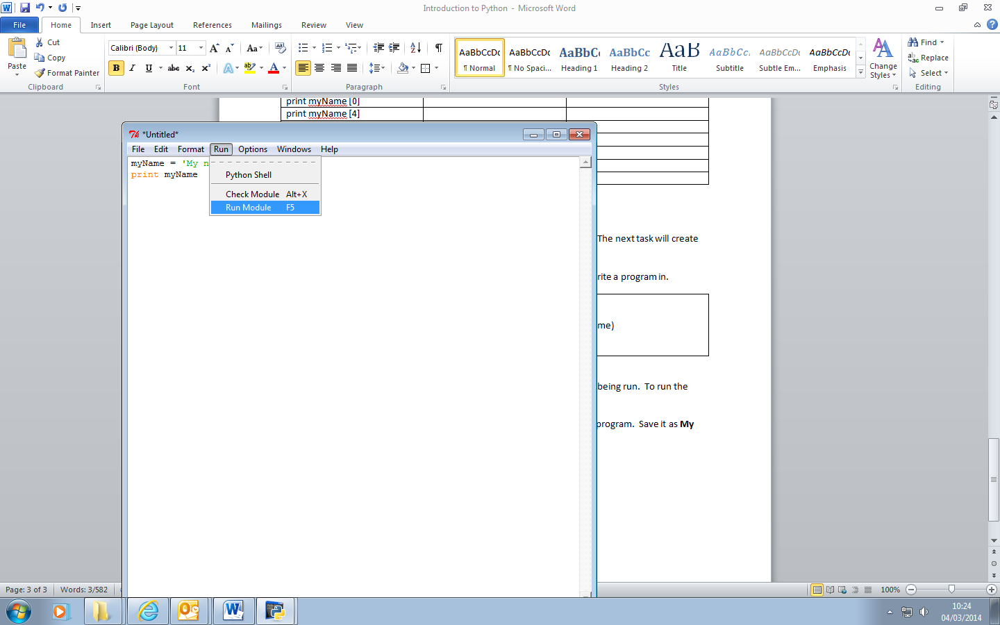 Introduction to Python - Microsoft Word
File Home Insert Page Layout References Mailings Review View
Paste
Cut
Copy
Format Painter
Clipboard
Calibri (Body) 11
Font
Paragraph
AaBbCcDc AaBbCcDc AaBbCc AaBbCc AaB AaBbCc. AaBbCcDc AaBbCcDc
¶ Normal ¶ No Spaci... Heading 1 Heading 2 Title Subtitle Subtle Em... Emphasis
Change Styles
Styles
Find
Replace
Select
Editing
print myName [0]
print myName [4]
*Untitled*
File Edit Format Run Options Windows Help
myName = 'My n
print myName
Python Shell
Check Module Alt+X
Run Module F5
The next task will create
rite a program in.
me)
being run. To run the
program. Save it as My
Page: 3 of 3 Words: 3/582
100%
10:24
04/03/2014